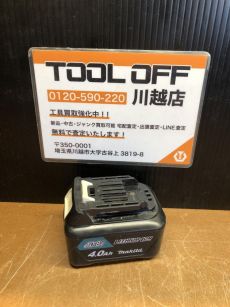 TOOL OFF 川越店
0120-590-220
工具買取強化中！！
新品・中古・ジャンク買取可能 宅配査定・出張査定・LINE査定
無料で査定いたします！
〒350-0001
埼玉県川越市大字古谷上 3819-8
LITHIUM-ION
4.0Ah makita